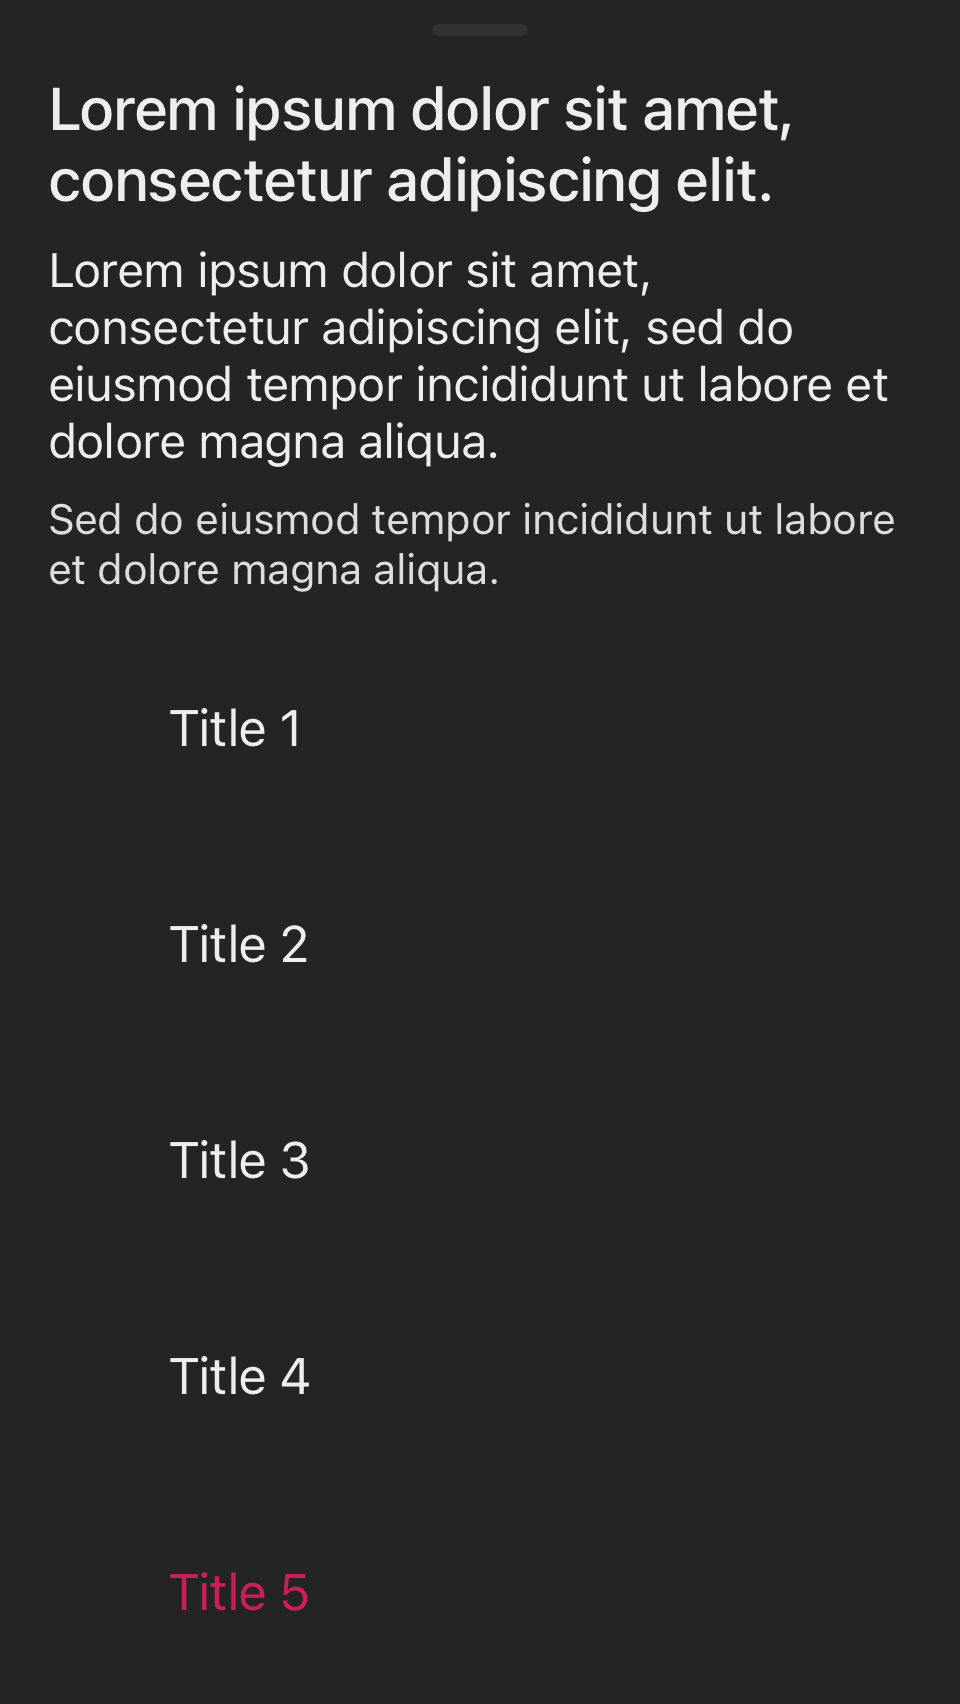 Lorem ipsum dolor sit amet,
consectetur adipiscing elit.
Lorem ipsum dolor sit amet,
consectetur adipiscing elit, sed do
eiusmod tempor incididunt ut labore et
dolore magna aliqua.
Sed do eiusmod tempor incididunt ut labore
et dolore magna aliqua.
Title 1
Title 2
Title 3
Title 4
Title 5